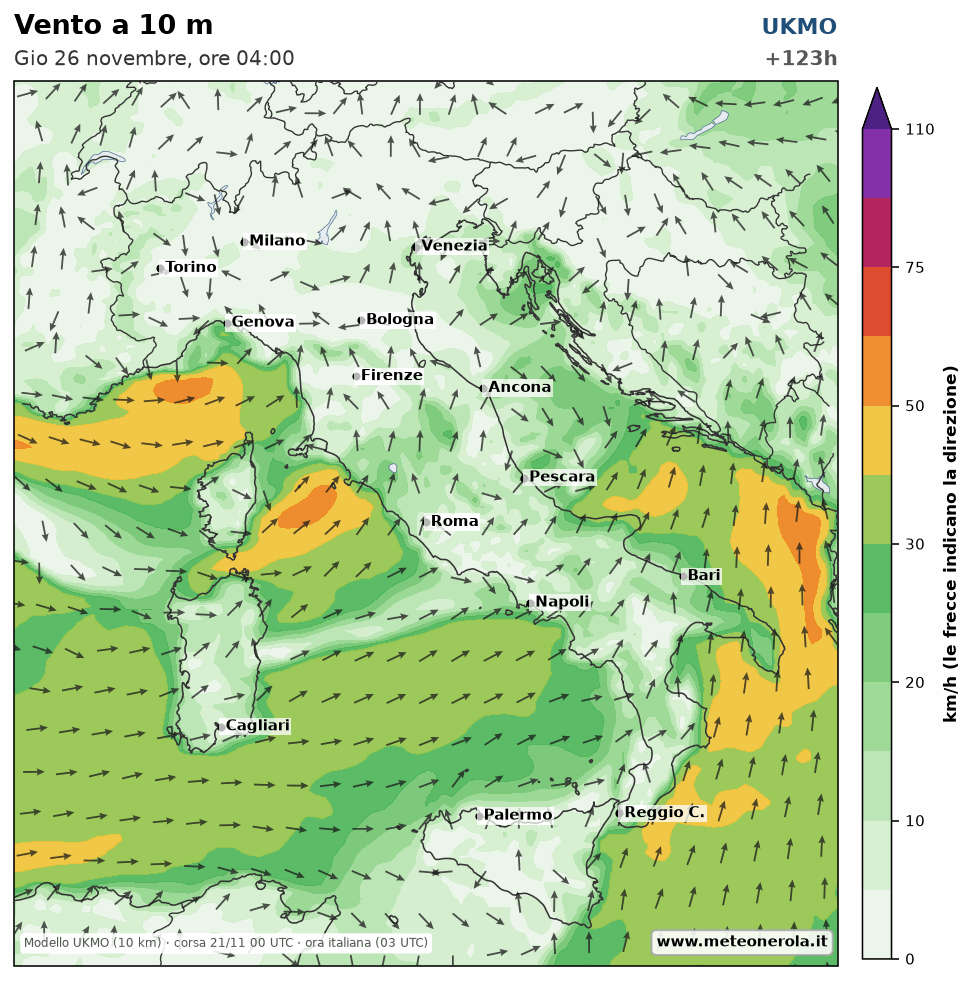 Vento a 10 m
UKMO
Gio 26 novembre, ore 04:00
+123h
110
75
50
30
20
10
0
km/h (le frecce indicano la direzione)
Milano
Venezia
Torino
Genova
Bologna
Firenze
Ancona
Pescara
Roma
Bari
Napoli
Cagliari
Palermo
Reggio C.
Modello UKMO (10 km) · corsa 21/11 00 UTC · ora italiana (03 UTC)
www.meteonerola.it